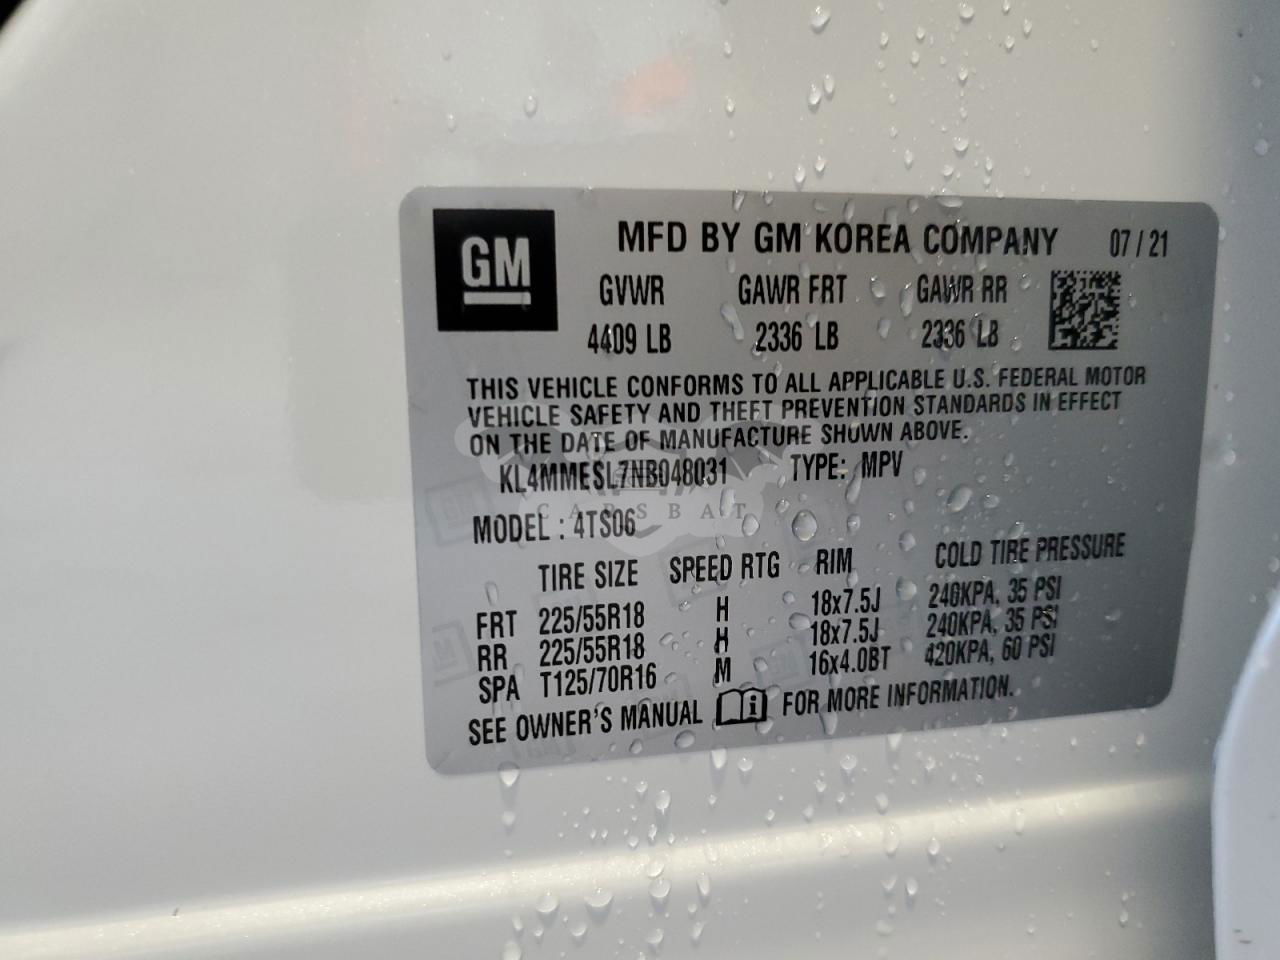 GM
MFD BY GM KOREA COMPANY 07/21
GVWR GAWR FRT GAWR RR
4409 LB 2336 LB 2336 LB
THIS VEHICLE CONFORMS TO ALL APPLICABLE U.S. FEDERAL MOTOR
VEHICLE SAFETY AND THEFT PREVENTION STANDARDS IN EFFECT
ON THE DATE OF MANUFACTURE SHOWN ABOVE.
KL4MMESL7NB048031 TYPE: MPV
CARSBAT
MODEL: 4TS06
TIRE SIZE SPEED RTG RIM COLD TIRE PRESSURE
FRT 225/55R18 H 18x7.5J 240KPA, 35 PSI
RR 225/55R18 H 18x7.5J 240KPA, 35 PSI
SPA T125/70R16 M 16x4.0BT 420KPA, 60 PSI
SEE OWNER'S MANUAL i FOR MORE INFORMATION.